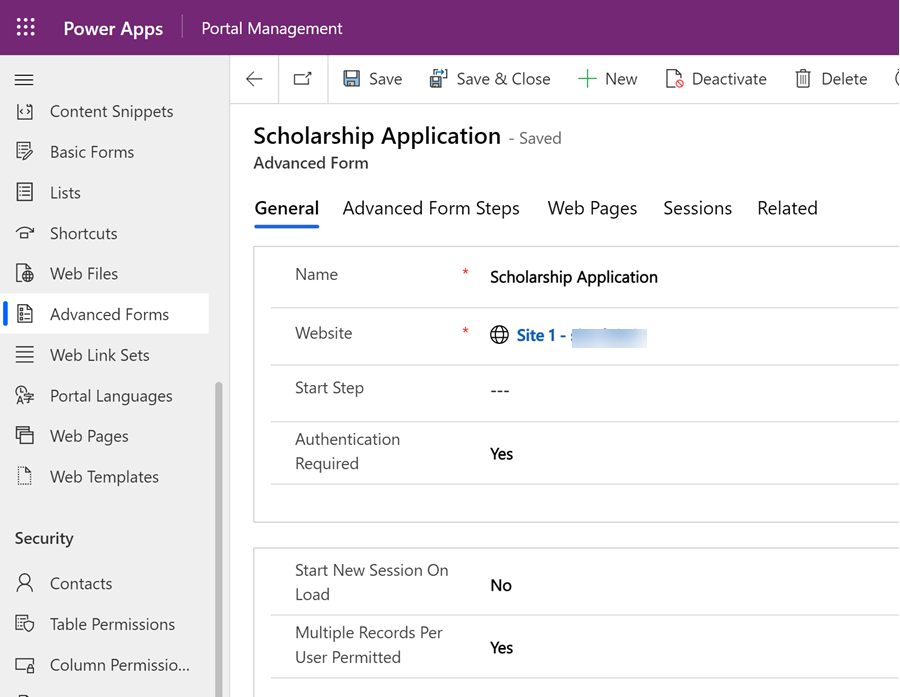 Power Apps
Portal Management
Content Snippets
Basic Forms
Lists
Shortcuts
Web Files
Advanced Forms
Web Link Sets
Portal Languages
Web Pages
Web Templates
Security
Contacts
Table Permissions
Column Permissio...
Save
Save & Close
New
Deactivate
Delete
Scholarship Application - Saved
Advanced Form
General
Advanced Form Steps
Web Pages
Sessions
Related
Name * Scholarship Application
Website * Site 1 -
Start Step ---
Authentication
Required
Yes
Start New Session On
Load
No
Multiple Records Per
User Permitted
Yes